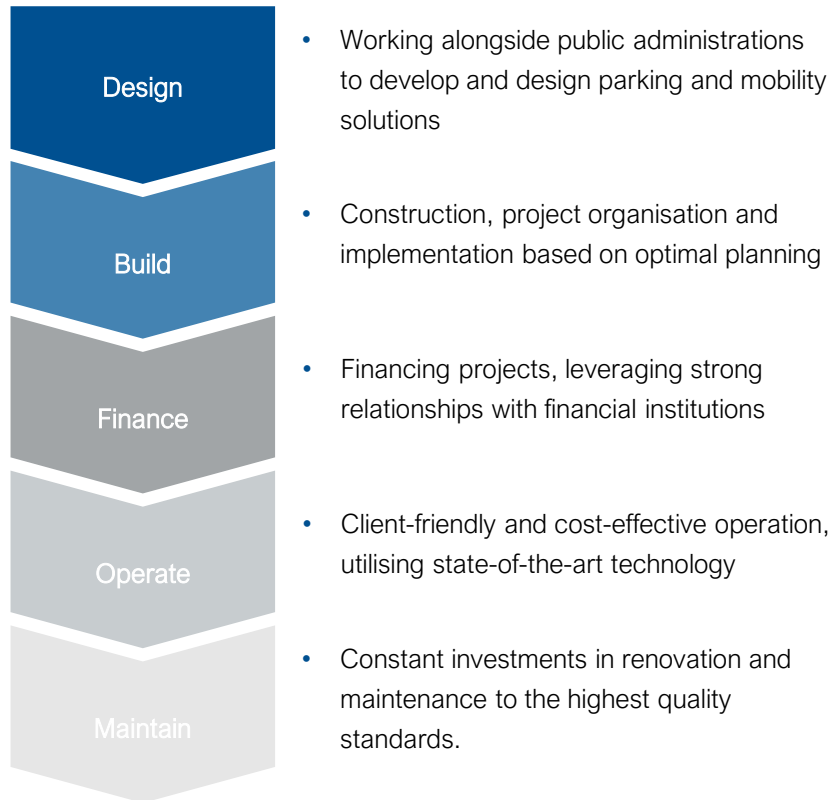 Design
• Working alongside public administrations
to develop and design parking and mobility
solutions
Build
• Construction, project organisation and
implementation based on optimal planning
Finance
• Financing projects, leveraging strong
relationships with financial institutions
Operate
• Client-friendly and cost-effective operation,
utilising state-of-the-art technology
Maintain
• Constant investments in renovation and
maintenance to the highest quality
standards.